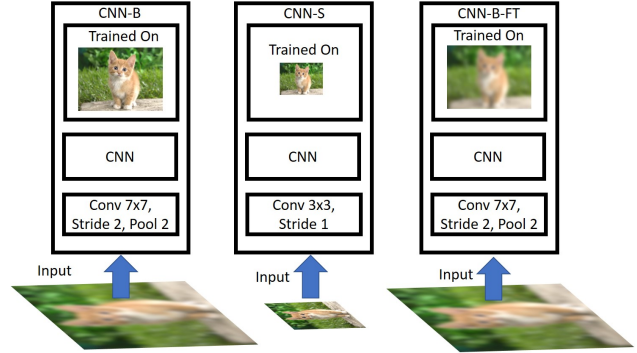 CNN-B
Trained On
CNN
Conv 7x7,
Stride 2, Pool 2
Input
CNN-S
Trained On
CNN
Conv 3x3,
Stride 1
Input
CNN-B-FT
Trained On
CNN
Conv 7x7,
Stride 2, Pool 2
Input